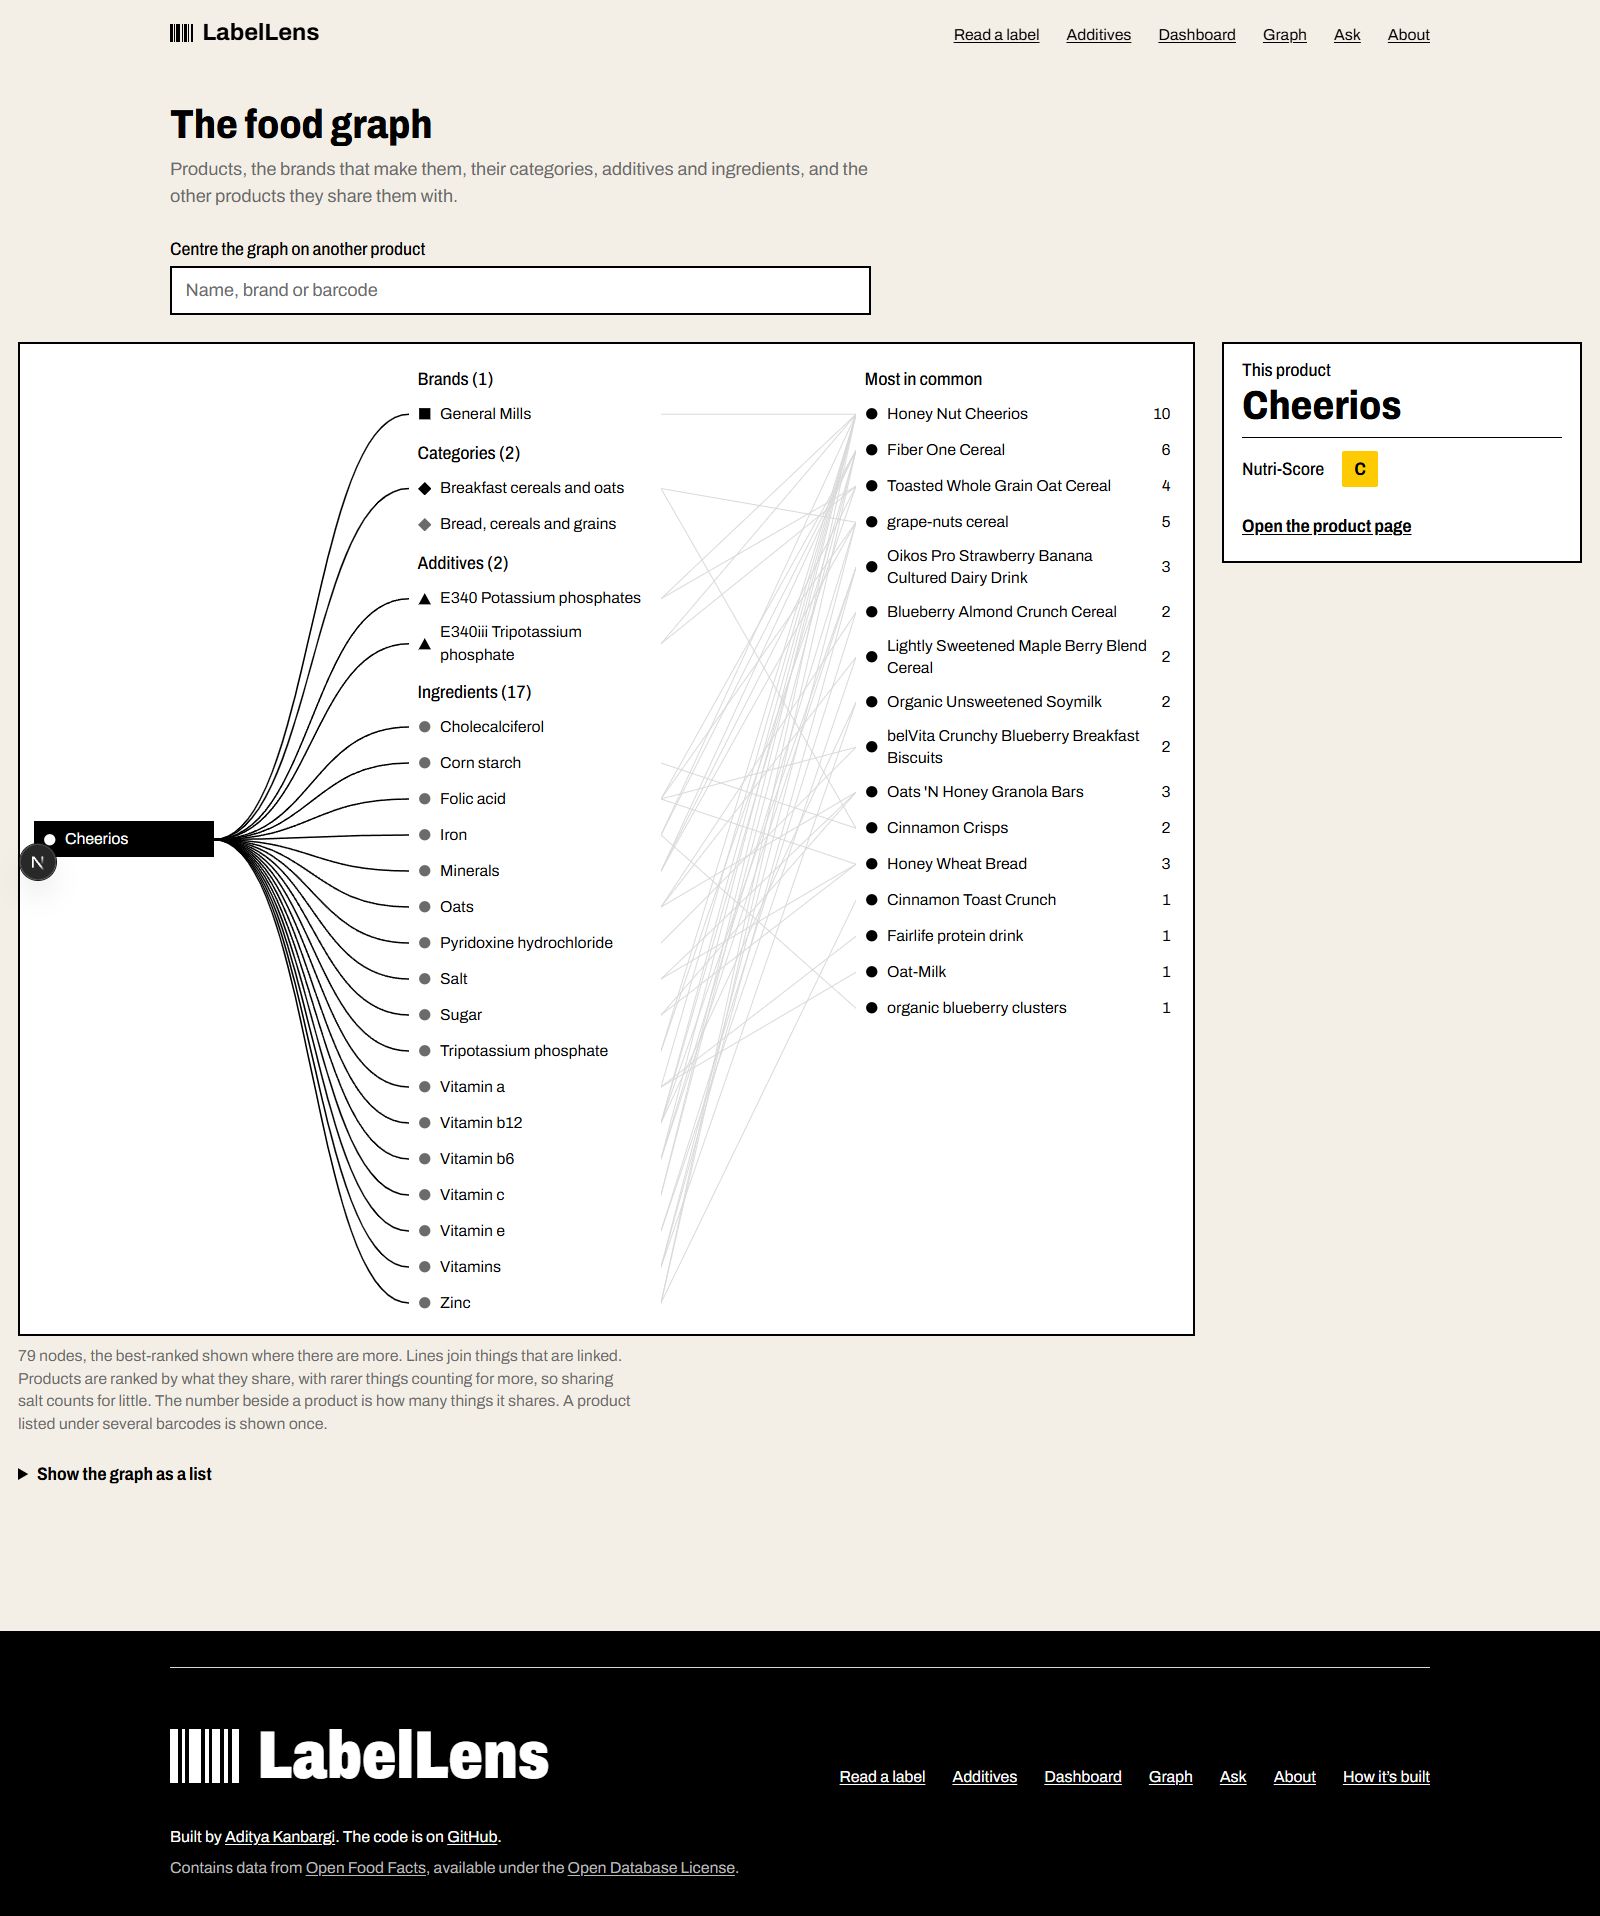 LabelLens
Read a label Additives Dashboard Graph Ask About
The food graph
Products, the brands that make them, their categories, additives and ingredients, and the
other products they share them with.
Centre the graph on another product
Name, brand or barcode
Cheerios
N
Brands (1)
General Mills
Categories (2)
Breakfast cereals and oats
Bread, cereals and grains
Additives (2)
E340 Potassium phosphates
E340iii Tripotassium
phosphate
Ingredients (17)
Cholecalciferol
Corn starch
Folic acid
Iron
Minerals
Oats
Pyridoxine hydrochloride
Salt
Sugar
Tripotassium phosphate
Vitamin a
Vitamin b12
Vitamin b6
Vitamin c
Vitamin e
Vitamins
Zinc
Most in common
Honey Nut Cheerios 10
Fiber One Cereal 6
Toasted Whole Grain Oat Cereal 4
grape-nuts cereal 5
Oikos Pro Strawberry Banana
Cultured Dairy Drink 3
Blueberry Almond Crunch Cereal 2
Lightly Sweetened Maple Berry Blend
Cereal 2
Organic Unsweetened Soymilk 2
belVita Crunchy Blueberry Breakfast
Biscuits 2
Oats 'N Honey Granola Bars 3
Cinnamon Crisps 2
Honey Wheat Bread 3
Cinnamon Toast Crunch 1
Fairlife protein drink 1
Oat-Milk 1
organic blueberry clusters 1
This product
Cheerios
Nutri-Score C
Open the product page
79 nodes, the best-ranked shown where there are more. Lines join things that are linked.
Products are ranked by what they share, with rarer things counting for more, so sharing
salt counts for little. The number beside a product is how many things it shares. A product
listed under several barcodes is shown once.
Show the graph as a list
LabelLens
Read a label Additives Dashboard Graph Ask About How it's built
Built by Aditya Kanbargi. The code is on GitHub.
Contains data from Open Food Facts, available under the Open Database License.